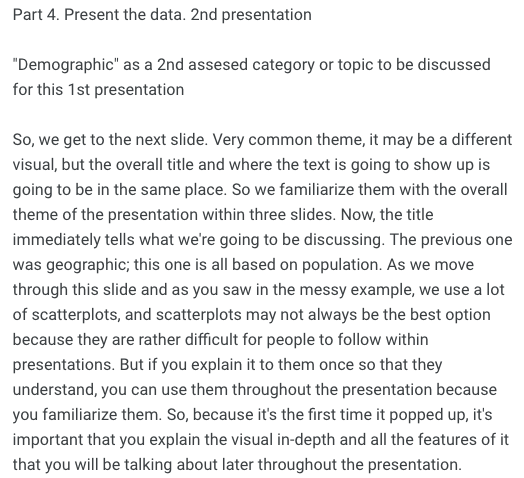 Part 4. Present the data. 2nd presentation
"Demographic" as a 2nd assesed category or topic to be discussed
for this 1st presentation
So, we get to the next slide. Very common theme, it may be a different
visual, but the overall title and where the text is going to show up is
going to be in the same place. So we familiarize them with the overall
theme of the presentation within three slides. Now, the title
immediately tells what we're going to be discussing. The previous one
was geographic; this one is all based on population. As we move
through this slide and as you saw in the messy example, we use a lot
of scatterplots, and scatterplots may not always be the best option
because they are rather difficult for people to follow within
presentations. But if you explain it to them once so that they
understand, you can use them throughout the presentation because
you familiarize them. So, because it's the first time it popped up, it's
important that you explain the visual in-depth and all the features of it
that you will be talking about later throughout the presentation.